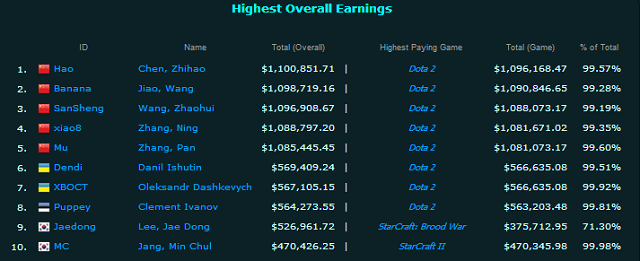 Highest Overall Earnings
ID Name Total (Overall) Highest Paying Game Total (Game) % of Total
1. Hao Chen, Zhihao $1,100,851.71 | Dota 2 $1,096,168.47 99.57%
2. Banana Jiao, Wang $1,098,719.16 | Dota 2 $1,090,846.65 99.28%
3. SanSheng Wang, Zhaohui $1,096,908.67 | Dota 2 $1,088,073.17 99.19%
4. xiao8 Zhang, Ning $1,088,797.20 | Dota 2 $1,081,671.02 99.35%
5. Mu Zhang, Pan $1,085,445.45 | Dota 2 $1,081,073.17 99.60%
6. Dendi Danil Ishutin $569,409.24 | Dota 2 $566,635.08 99.51%
7. XBOCT Oleksandr Dashkevych $567,105.15 | Dota 2 $566,635.08 99.92%
8. Puppey Clement Ivanov $564,273.55 | Dota 2 $563,203.48 99.81%
9. Jaedong Lee, Jae Dong $526,961.72 | StarCraft: Brood War $375,712.95 71.30%
10. MC Jang, Min Chul $470,426.25 | StarCraft II $470,345.98 99.98%